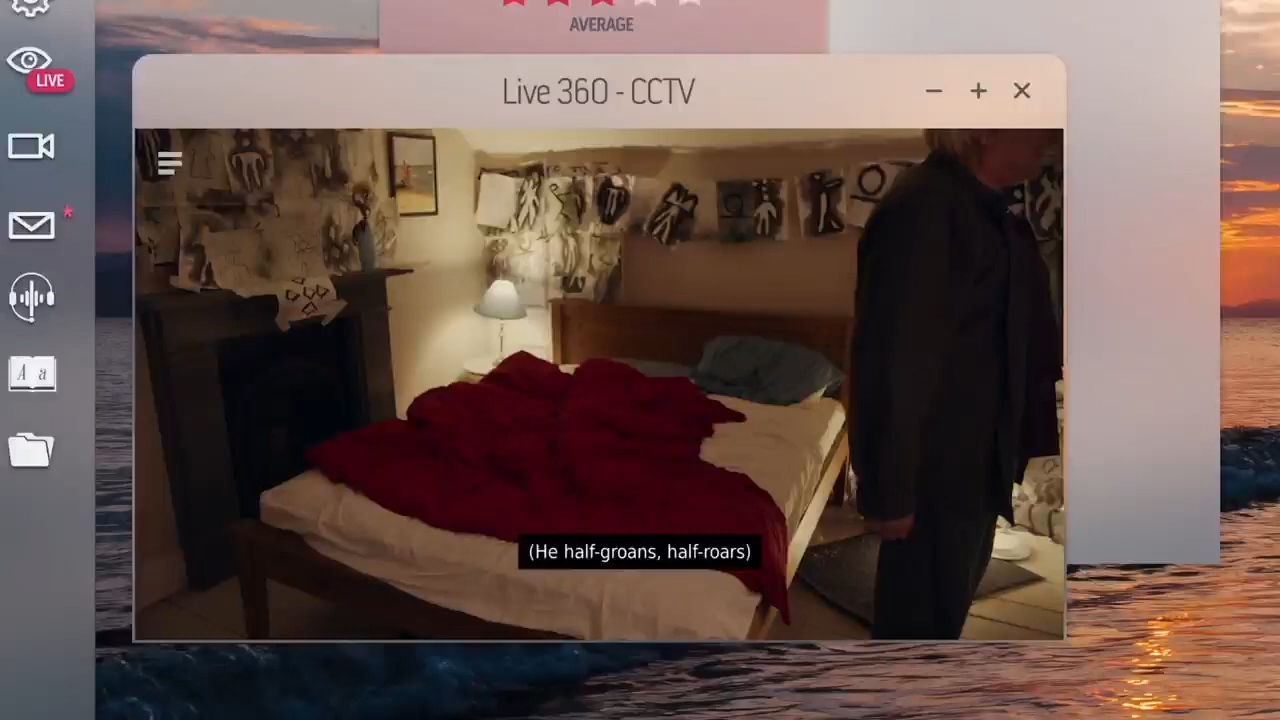 AVERAGE
LIVE
Live 360 - CCTV
A a
(He half-groans, half-roars)